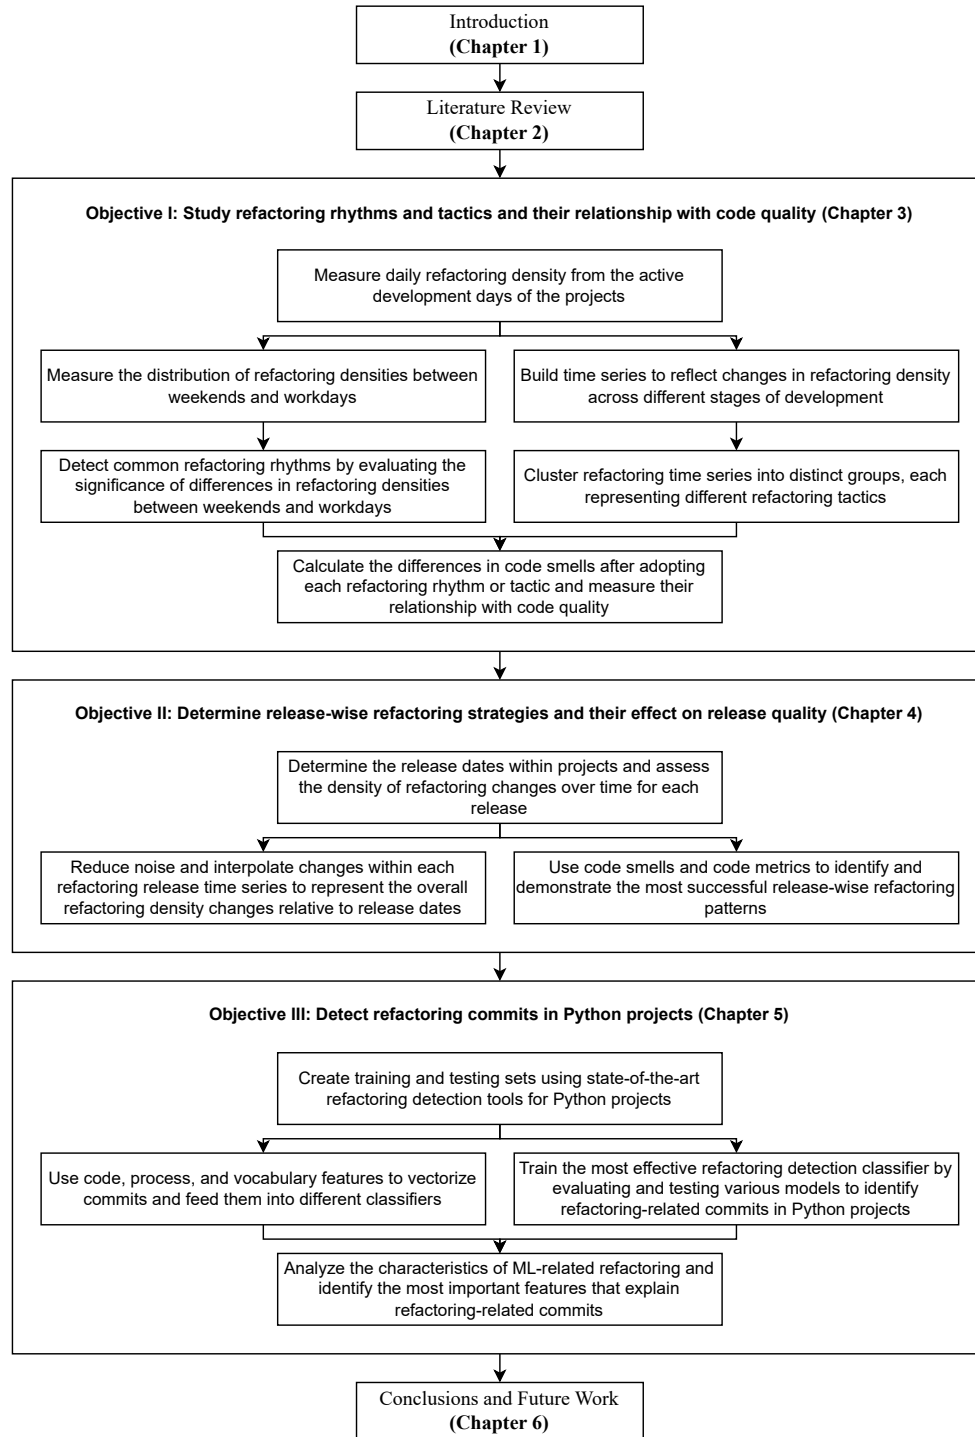 Introduction
(Chapter 1)
Literature Review
(Chapter 2)
Objective I: Study refactoring rhythms and tactics and their relationship with code quality (Chapter 3)
Measure daily refactoring density from the active
development days of the projects
Measure the distribution of refactoring densities between
weekends and workdays
Build time series to reflect changes in refactoring density
across different stages of development
Detect common refactoring rhythms by evaluating the
significance of differences in refactoring densities
between weekends and workdays
Cluster refactoring time series into distinct groups, each
representing different refactoring tactics
Calculate the differences in code smells after adopting
each refactoring rhythm or tactic and measure their
relationship with code quality
Objective II: Determine release-wise refactoring strategies and their effect on release quality (Chapter 4)
Determine the release dates within projects and assess
the density of refactoring changes over time for each
release
Reduce noise and interpolate changes within each
refactoring release time series to represent the overall
refactoring density changes relative to release dates
Use code smells and code metrics to identify and
demonstrate the most successful release-wise refactoring
patterns
Objective III: Detect refactoring commits in Python projects (Chapter 5)
Create training and testing sets using state-of-the-art
refactoring detection tools for Python projects
Use code, process, and vocabulary features to vectorize
commits and feed them into different classifiers
Train the most effective refactoring detection classifier by
evaluating and testing various models to identify
refactoring-related commits in Python projects
Analyze the characteristics of ML-related refactoring and
identify the most important features that explain
refactoring-related commits
Conclusions and Future Work
(Chapter 6)